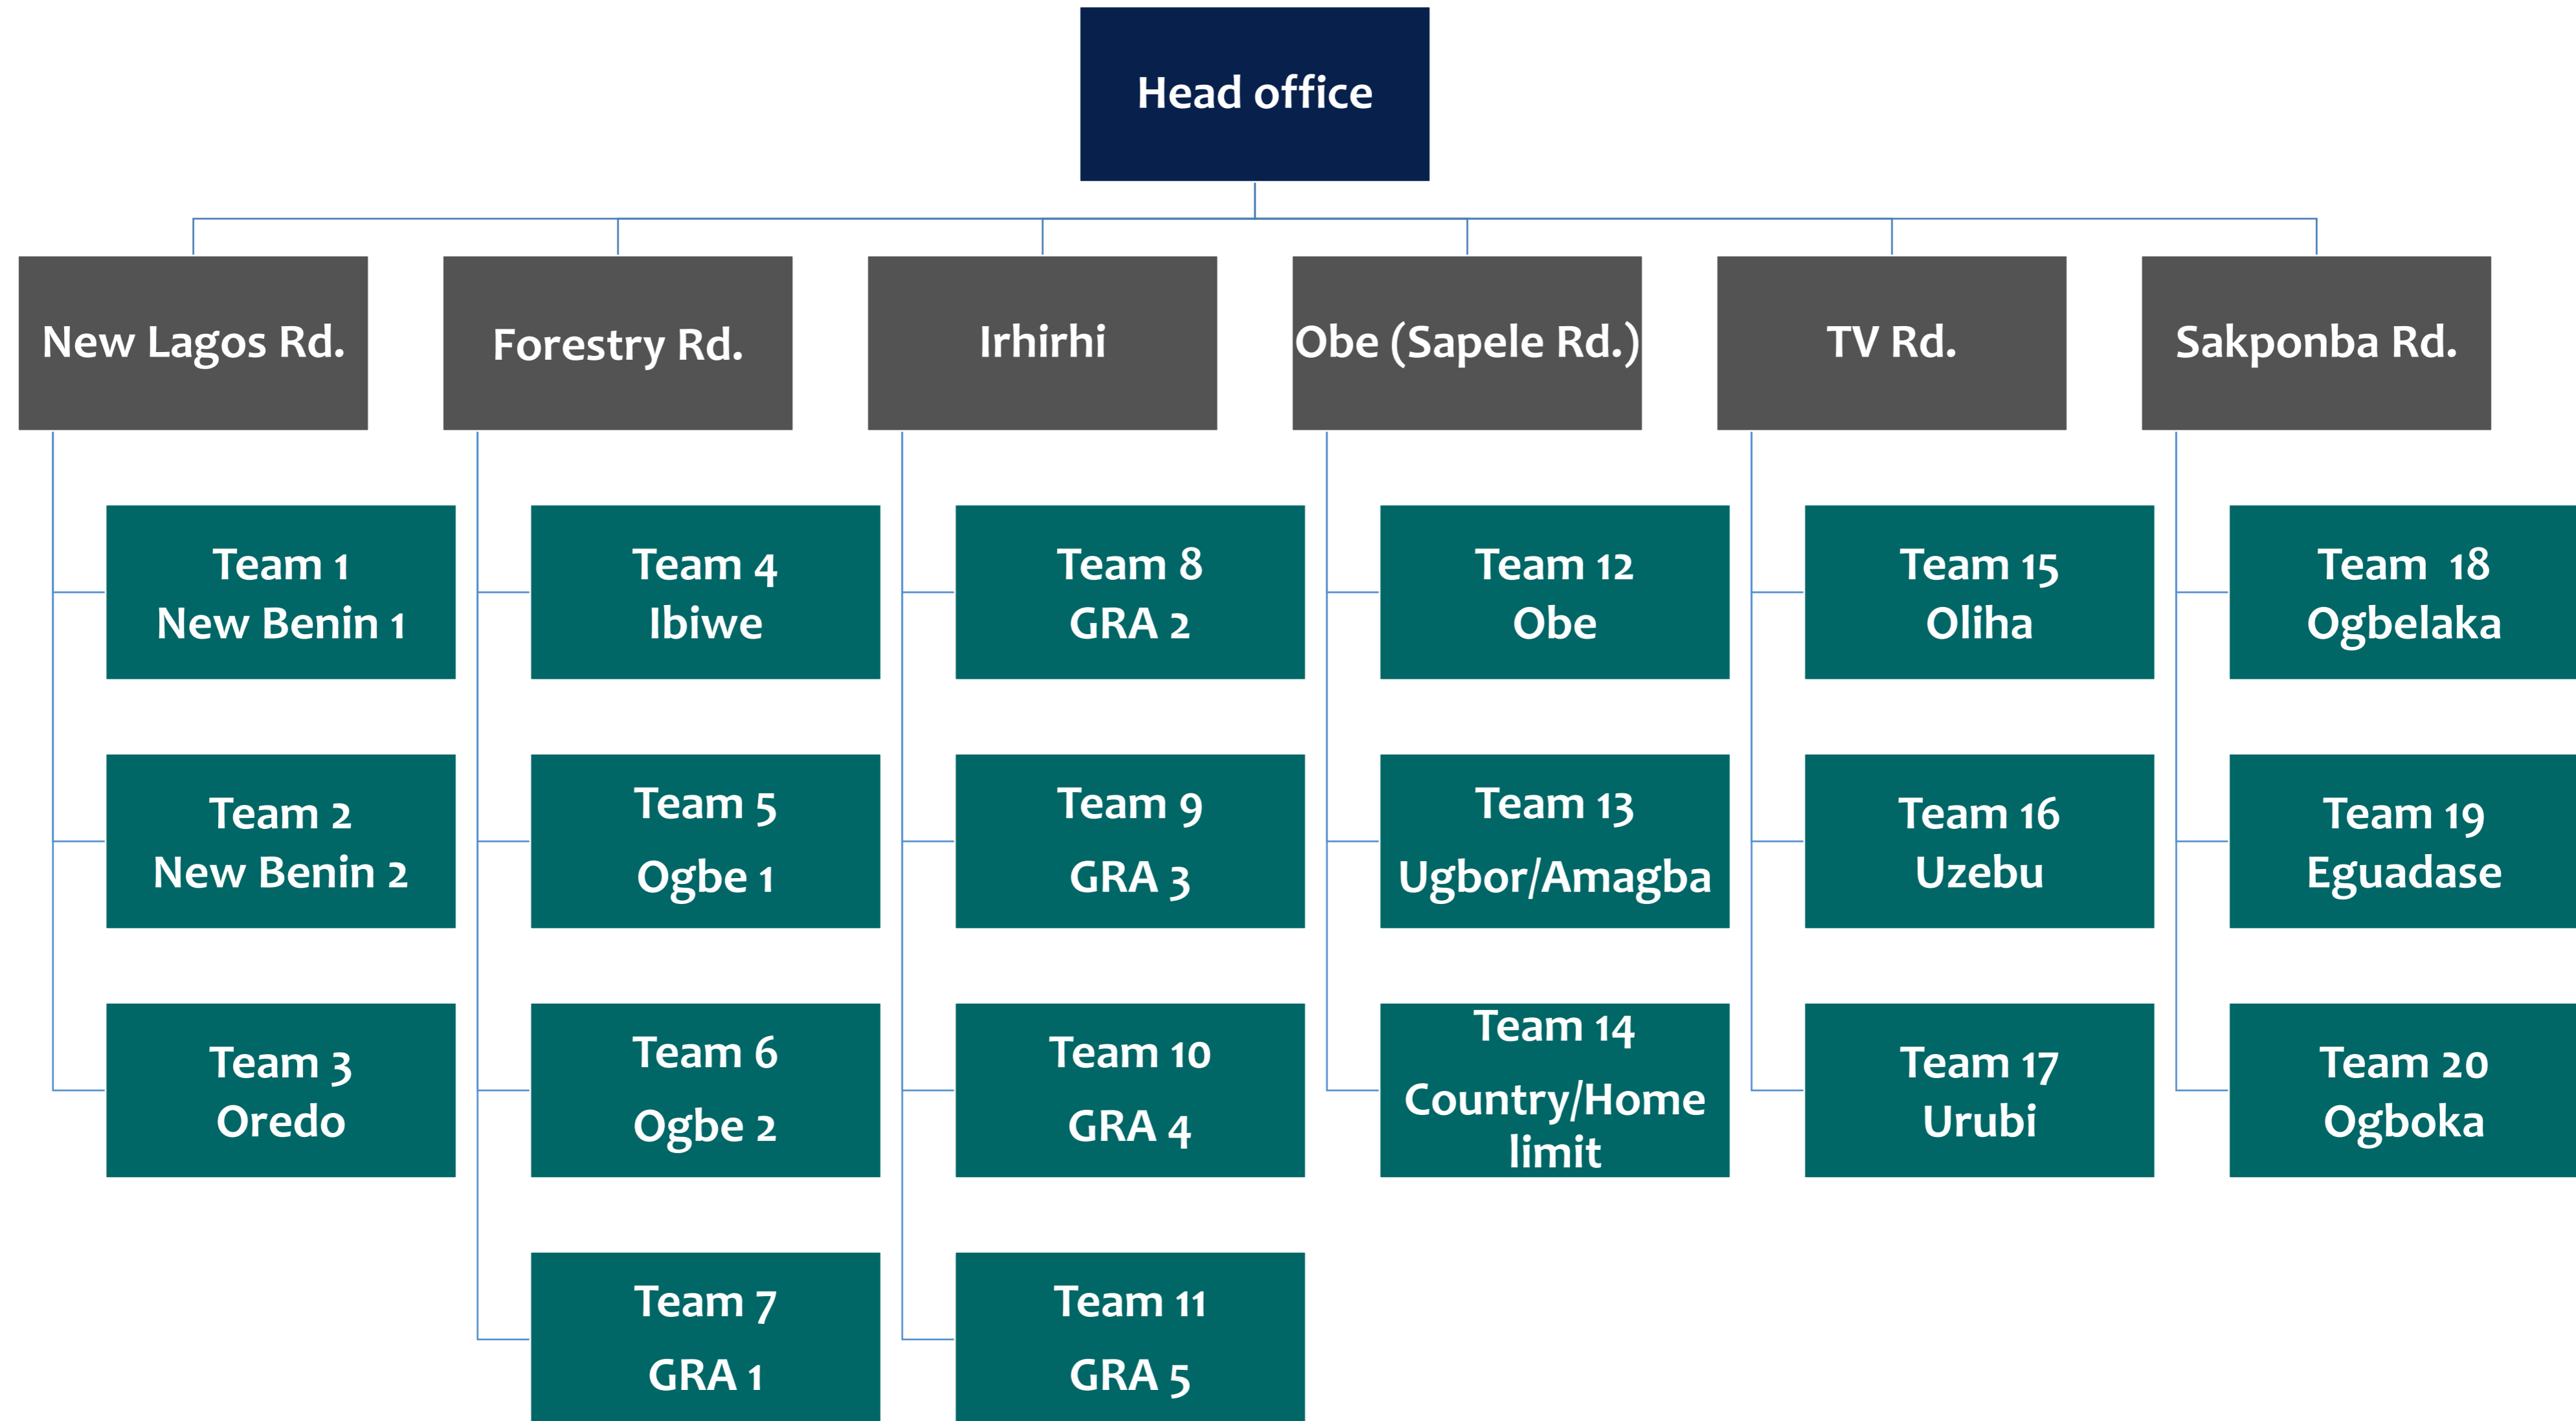 Head office
New Lagos Rd.
Forestry Rd.
Irhirhi
Obe (Sapele Rd.)
TV Rd.
Sakponba Rd.
Team 1
New Benin 1
Team 2
New Benin 2
Team 3
Oredo
Team 4
Ibiwe
Team 5
Ogbe 1
Team 6
Ogbe 2
Team 7
GRA 1
Team 8
GRA 2
Team 9
GRA 3
Team 10
GRA 4
Team 11
GRA 5
Team 12
Obe
Team 13
Ugbor/Amagba
Team 14
Country/Home
limit
Team 15
Oliha
Team 16
Uzebu
Team 17
Urubi
Team 18
Ogbelaka
Team 19
Eguadase
Team 20
Ogboka